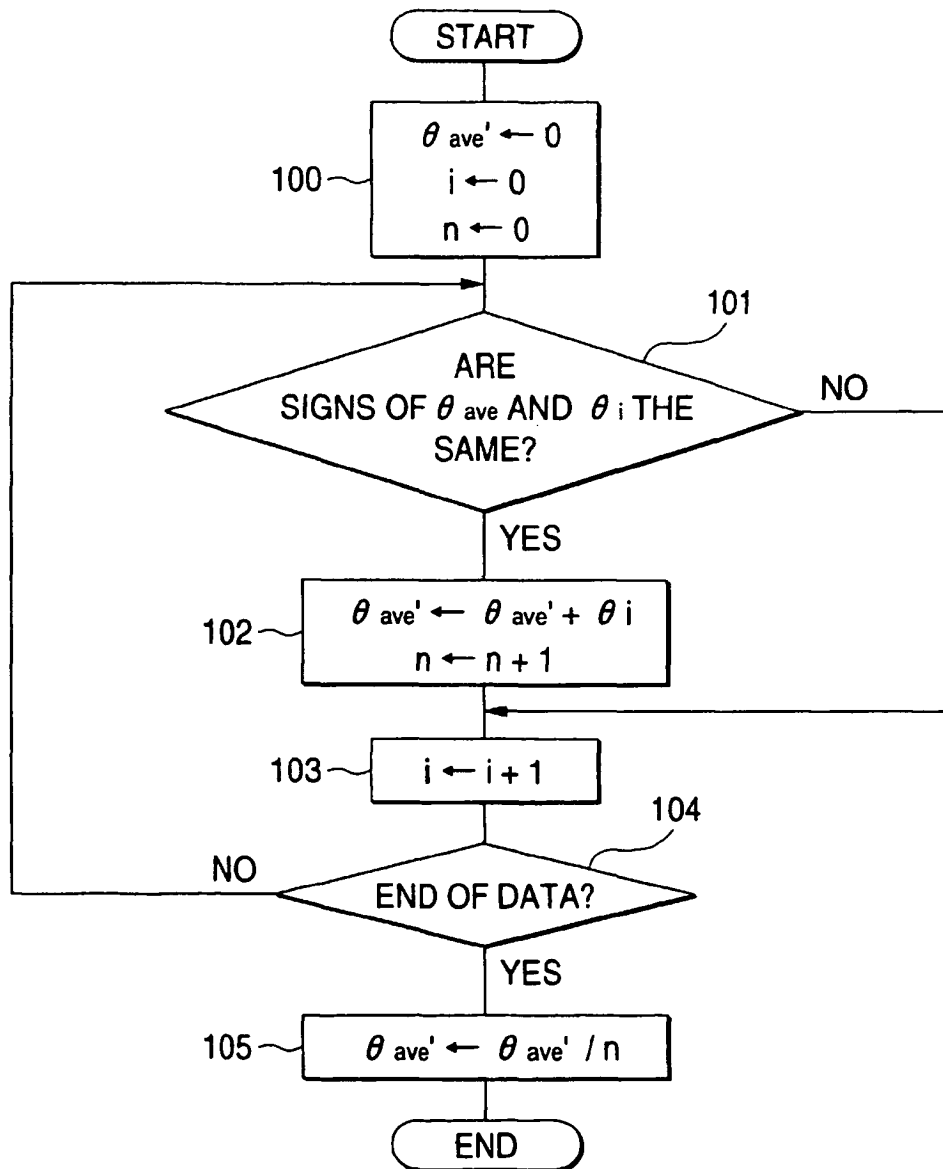 START
θ ave' ← 0
100
i ← 0
n ← 0
101
ARE
NO
SIGNS OF θ ave AND θ i THE
SAME?
YES
θ ave' ← θ ave' + θ i
102
n ← n + 1
103
i ← i + 1
104
NO
END OF DATA?
YES
105
θ ave' ← θ ave' / n
END